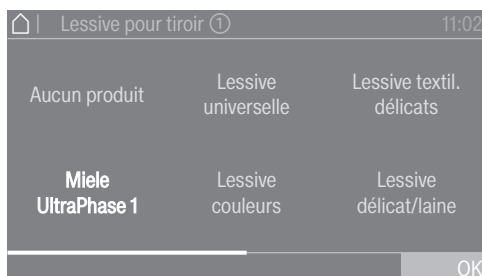 Lessive pour tiroir ① 11:02
Aucun produit
Lessive
universelle
Lessive textil.
délicats
Miele
UltraPhase 1
Lessive
couleurs
Lessive
délicat/laine
OK